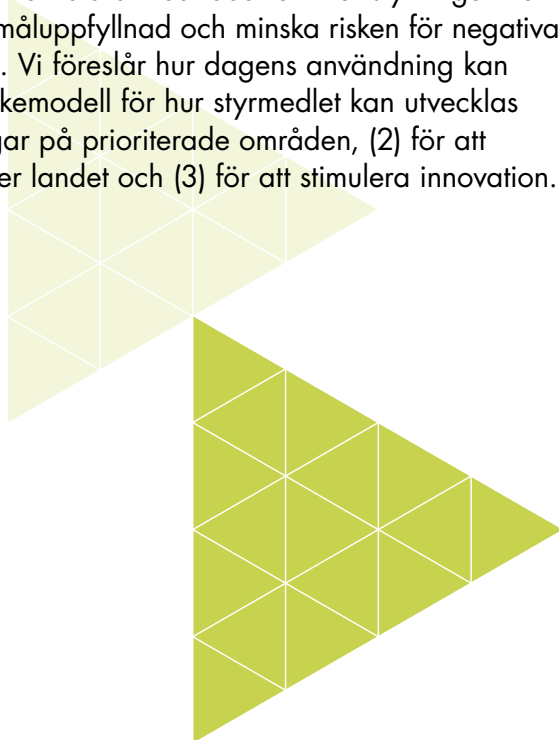 måluppfyllnad och minska risken för negativa
. Vi föreslår hur dagens användning kan
kemodell för hur styrmedlet kan utvecklas
gar på prioriterade områden, (2) för att
er landet och (3) för att stimulera innovation.